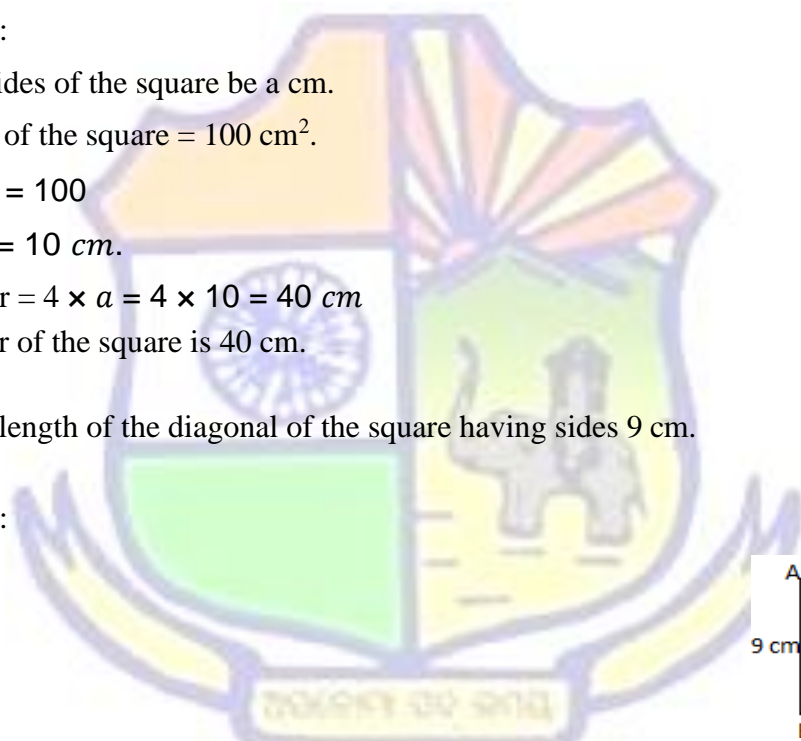 :
ides of the square be a cm.
of the square = 100 cm².
= 100
= 10 cm.
r = 4 × a = 4 × 10 = 40 cm
r of the square is 40 cm.
length of the diagonal of the square having sides 9 cm.
:
A
9 cm